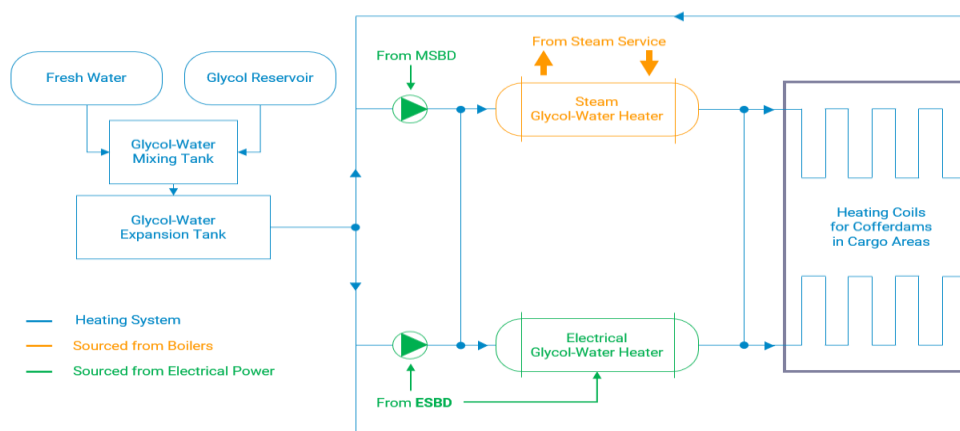 From Steam Service
From MSBD
Fresh Water
Glycol Reservoir
Steam
Glycol-Water Heater
Glycol-Water
Mixing Tank
Glycol-Water
Expansion Tank
Heating Coils
for Cofferdams
in Cargo Areas
Heating System
Sourced from Boilers
Sourced from Electrical Power
Electrical
Glycol-Water Heater
From ESBD